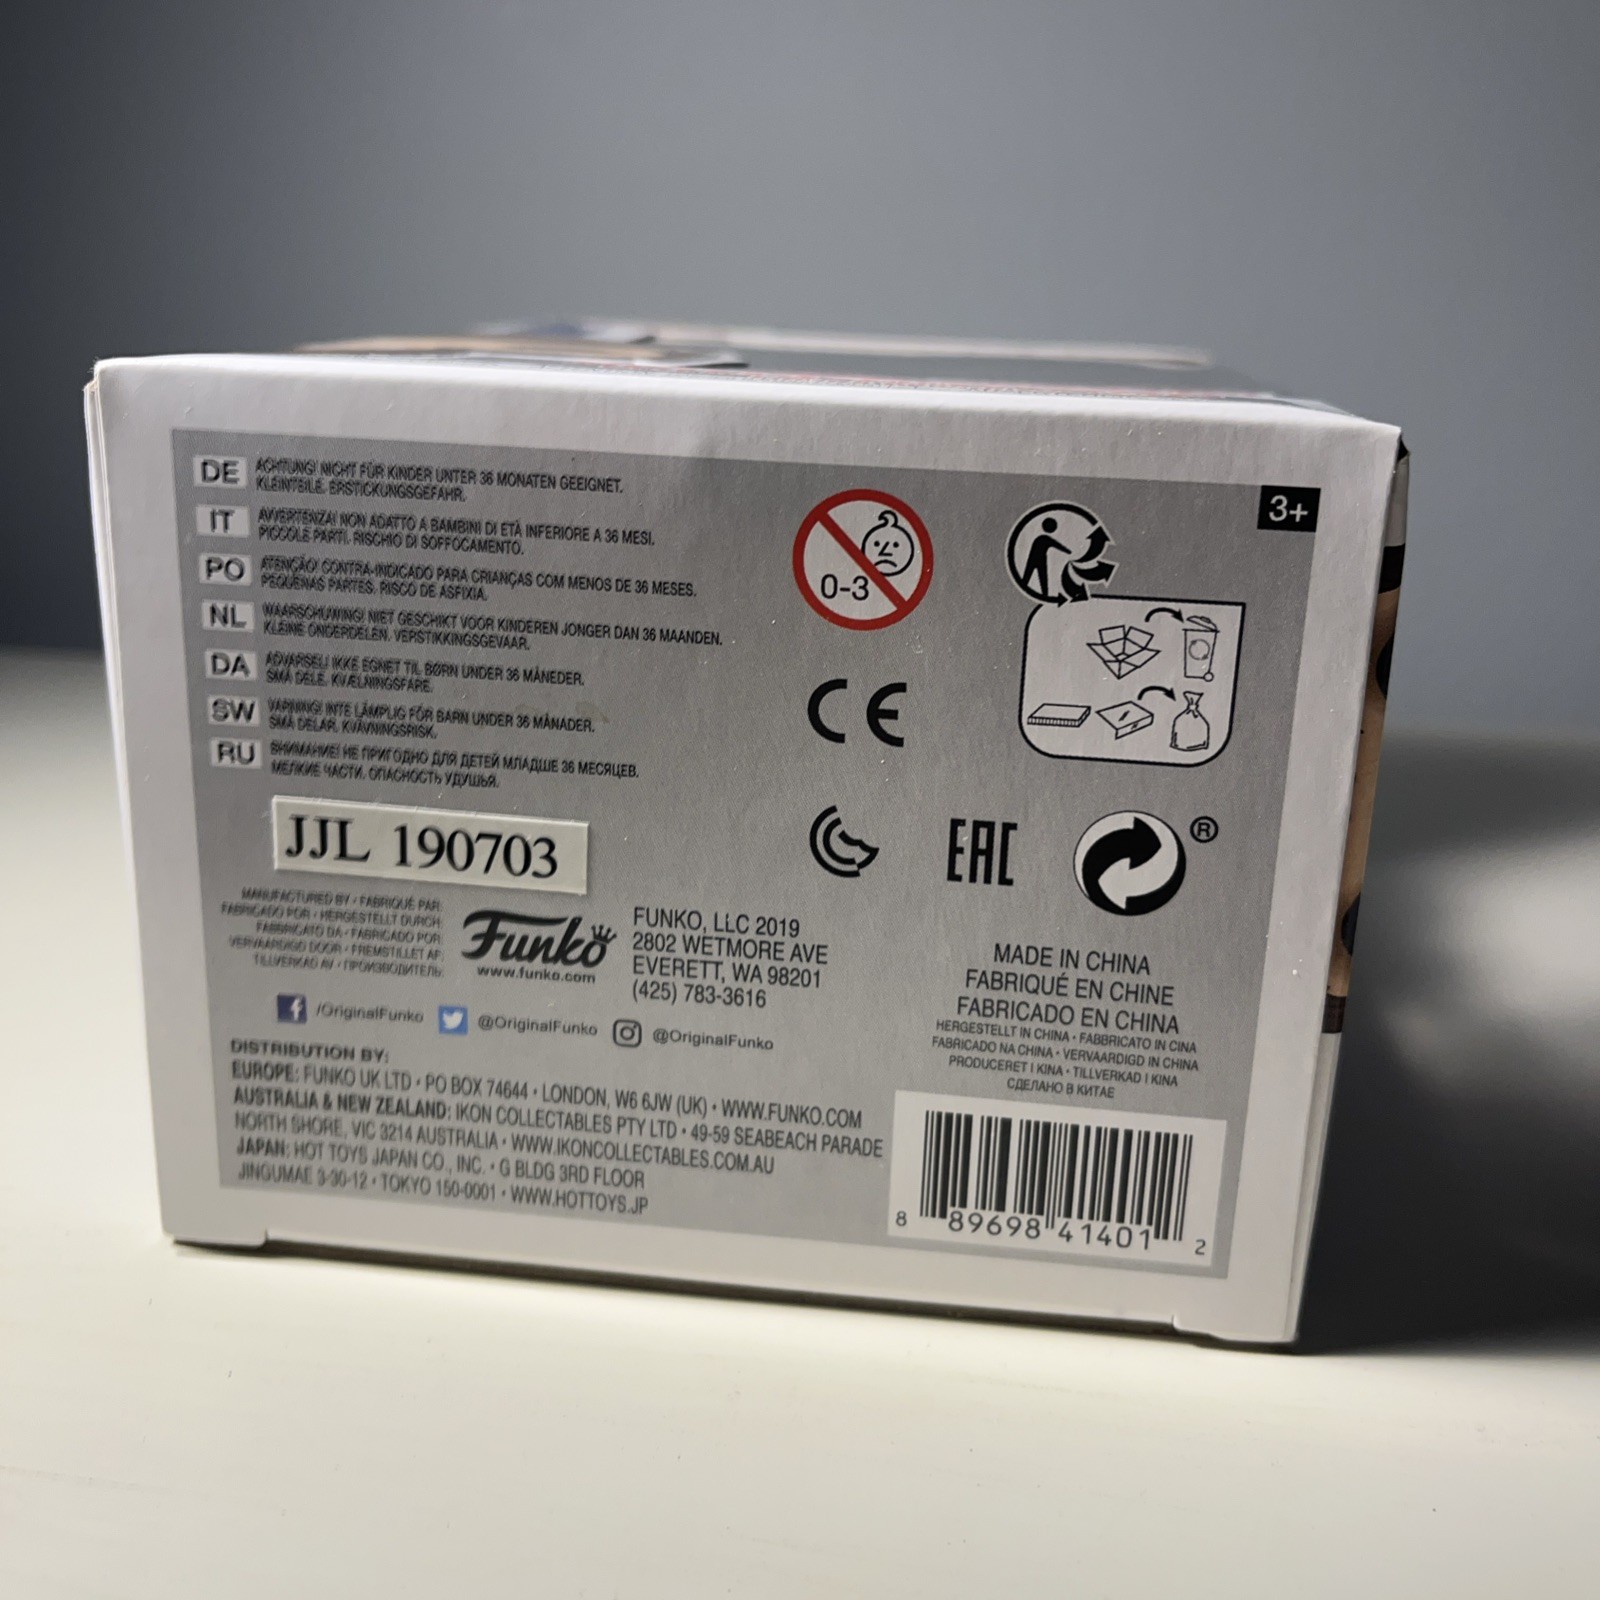 DE ACHTUNG! NICHT FÜR KINDER UNTER 36 MONATEN GEEIGNET.
KLEINTEILE. ERSTICKUNGSGEFAHR.
IT AVVERTENZA! NON ADATTO A BAMBINI DI ETÀ INFERIORE A 36 MESI.
PICCOLE PARTI. RISCHIO DI SOFFOCAMENTO.
PO ATENÇÃO! CONTRA-INDICADO PARA CRIANÇAS COM MENOS DE 36 MESES.
PEQUENAS PARTES. RISCO DE ASFIXIA.
NL WAARSCHUWING! NIET GESCHIKT VOOR KINDEREN JONGER DAN 36 MAANDEN.
KLEINE ONDERDELEN. VERSTIKKINGSGEVAAR.
DA ADVARSEL! IKKE EGNET TIL BØRN UNDER 36 MÅNEDER.
SMÅ DELE. KVÆLNINGSFARE.
SW VARNING! INTE LÄMPLIG FÖR BARN UNDER 36 MÅNADER.
SMÅ DELAR. KVÄVNINGSRISK.
RU ВНИМАНИЕ! НЕ ПРИГОДНО ДЛЯ ДЕТЕЙ МЛАДШЕ 36 МЕСЯЦЕВ.
МЕЛКИЕ ЧАСТИ. ОПАСНОСТЬ УДУШЬЯ.
0-3
3+
CE
EAC
®
JJL 190703
MANUFACTURED BY • FABRIQUÉ PAR:
FABRICADO POR • HERGESTELLT DURCH:
FABBRICATO DA • FABRICADO POR:
VERVAARDIGD DOOR • FREMSTILLET AF:
TILLVERKAD AV • ПРОИЗВОДИТЕЛЬ:
Funko
www.funko.com
FUNKO, LLC 2019
2802 WETMORE AVE
EVERETT, WA 98201
(425) 783-3616
/OriginalFunko @OriginalFunko @OriginalFunko
DISTRIBUTION BY:
EUROPE: FUNKO UK LTD • PO BOX 74644 • LONDON, W6 6JW (UK) • WWW.FUNKO.COM
AUSTRALIA & NEW ZEALAND: IKON COLLECTABLES PTY LTD • 49-59 SEABEACH PARADE
NORTH SHORE, VIC 3214 AUSTRALIA • WWW.IKONCOLLECTABLES.COM.AU
JAPAN: HOT TOYS JAPAN CO., INC. • G BLDG 3RD FLOOR
JINGUMAE 3-30-12 • TOKYO 150-0001 • WWW.HOTTOYS.JP
MADE IN CHINA
FABRIQUÉ EN CHINE
FABRICADO EN CHINA
HERGESTELLT IN CHINA • FABBRICATO IN CINA
FABRICADO NA CHINA • VERVAARDIGD IN CHINA
PRODUCERET I KINA • TILLVERKAD I KINA
СДЕЛАНО В КИТАЕ
8 89698 41401 2